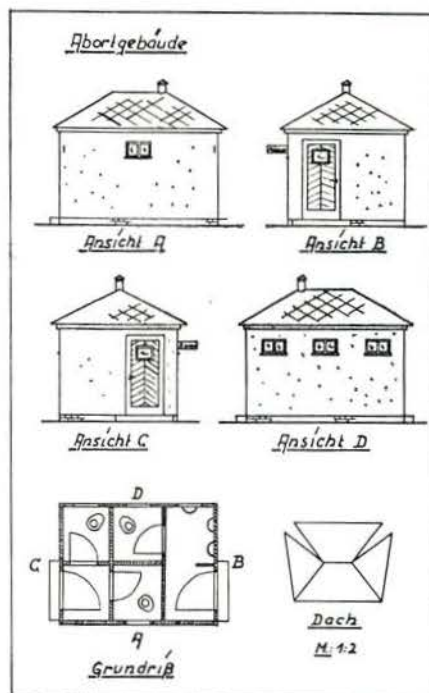 Abortgebäude
Ansicht A
Ansicht B
Ansicht C
Ansicht D
D
C
B
A
Grundriß
Dach
M: 1:2